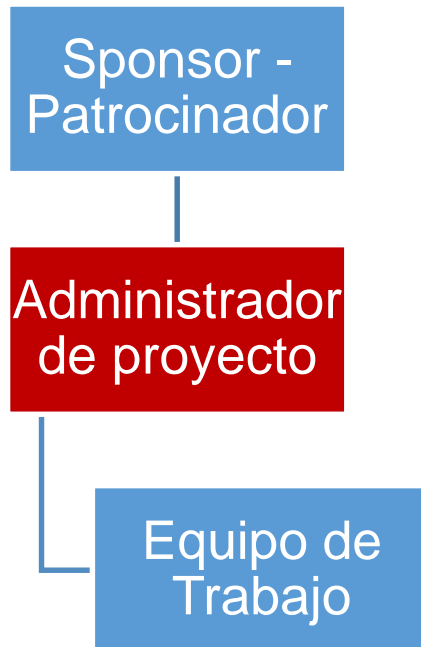 Sponsor -
Patrocinador
Administrador
de proyecto
Equipo de
Trabajo